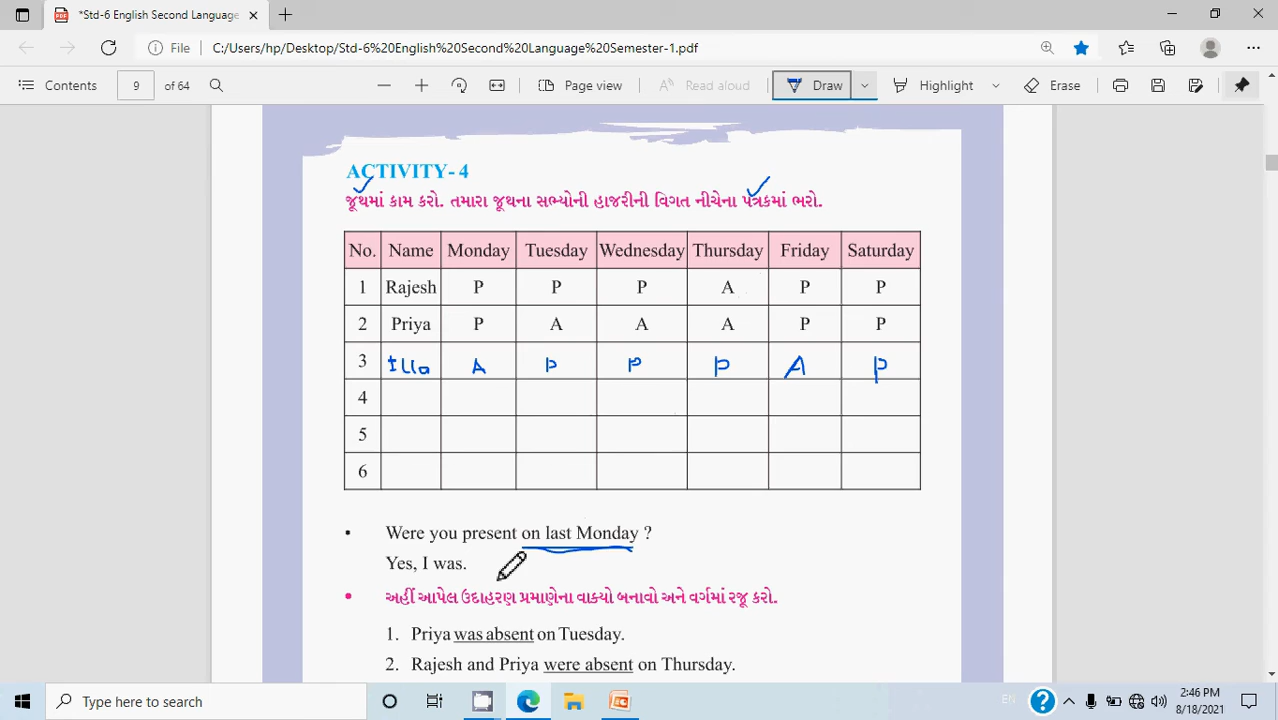 *Std-6 English Second Language
File C:/Users/hp/Desktop/Std-6%20English%20Second%20Language%20Semester-1.pdf
Contents 9 of 64 Page view Read aloud Draw Highlight Erase
ACTIVITY- 4
જૂથમાં કામ કરો. તમારા જૂથના સભ્યોની હાજરીની વિગત નીચેના પત્રકમાં ભરો.
No. Name Monday Tuesday Wednesday Thursday Friday Saturday
1 Rajesh P P P A P P
2 Priya P A A A P P
3 Illa A P P P A P
4
5
6
• Were you present on last Monday ?
Yes, I was.
• અહીં આપેલ ઉદાહરણ પ્રમાણેના વાક્યો બનાવો અને વર્ગમાં રજૂ કરો.
1. Priya was absent on Tuesday.
2. Rajesh and Priya were absent on Thursday.
Type here to search
EN
2:46 PM
8/18/2021